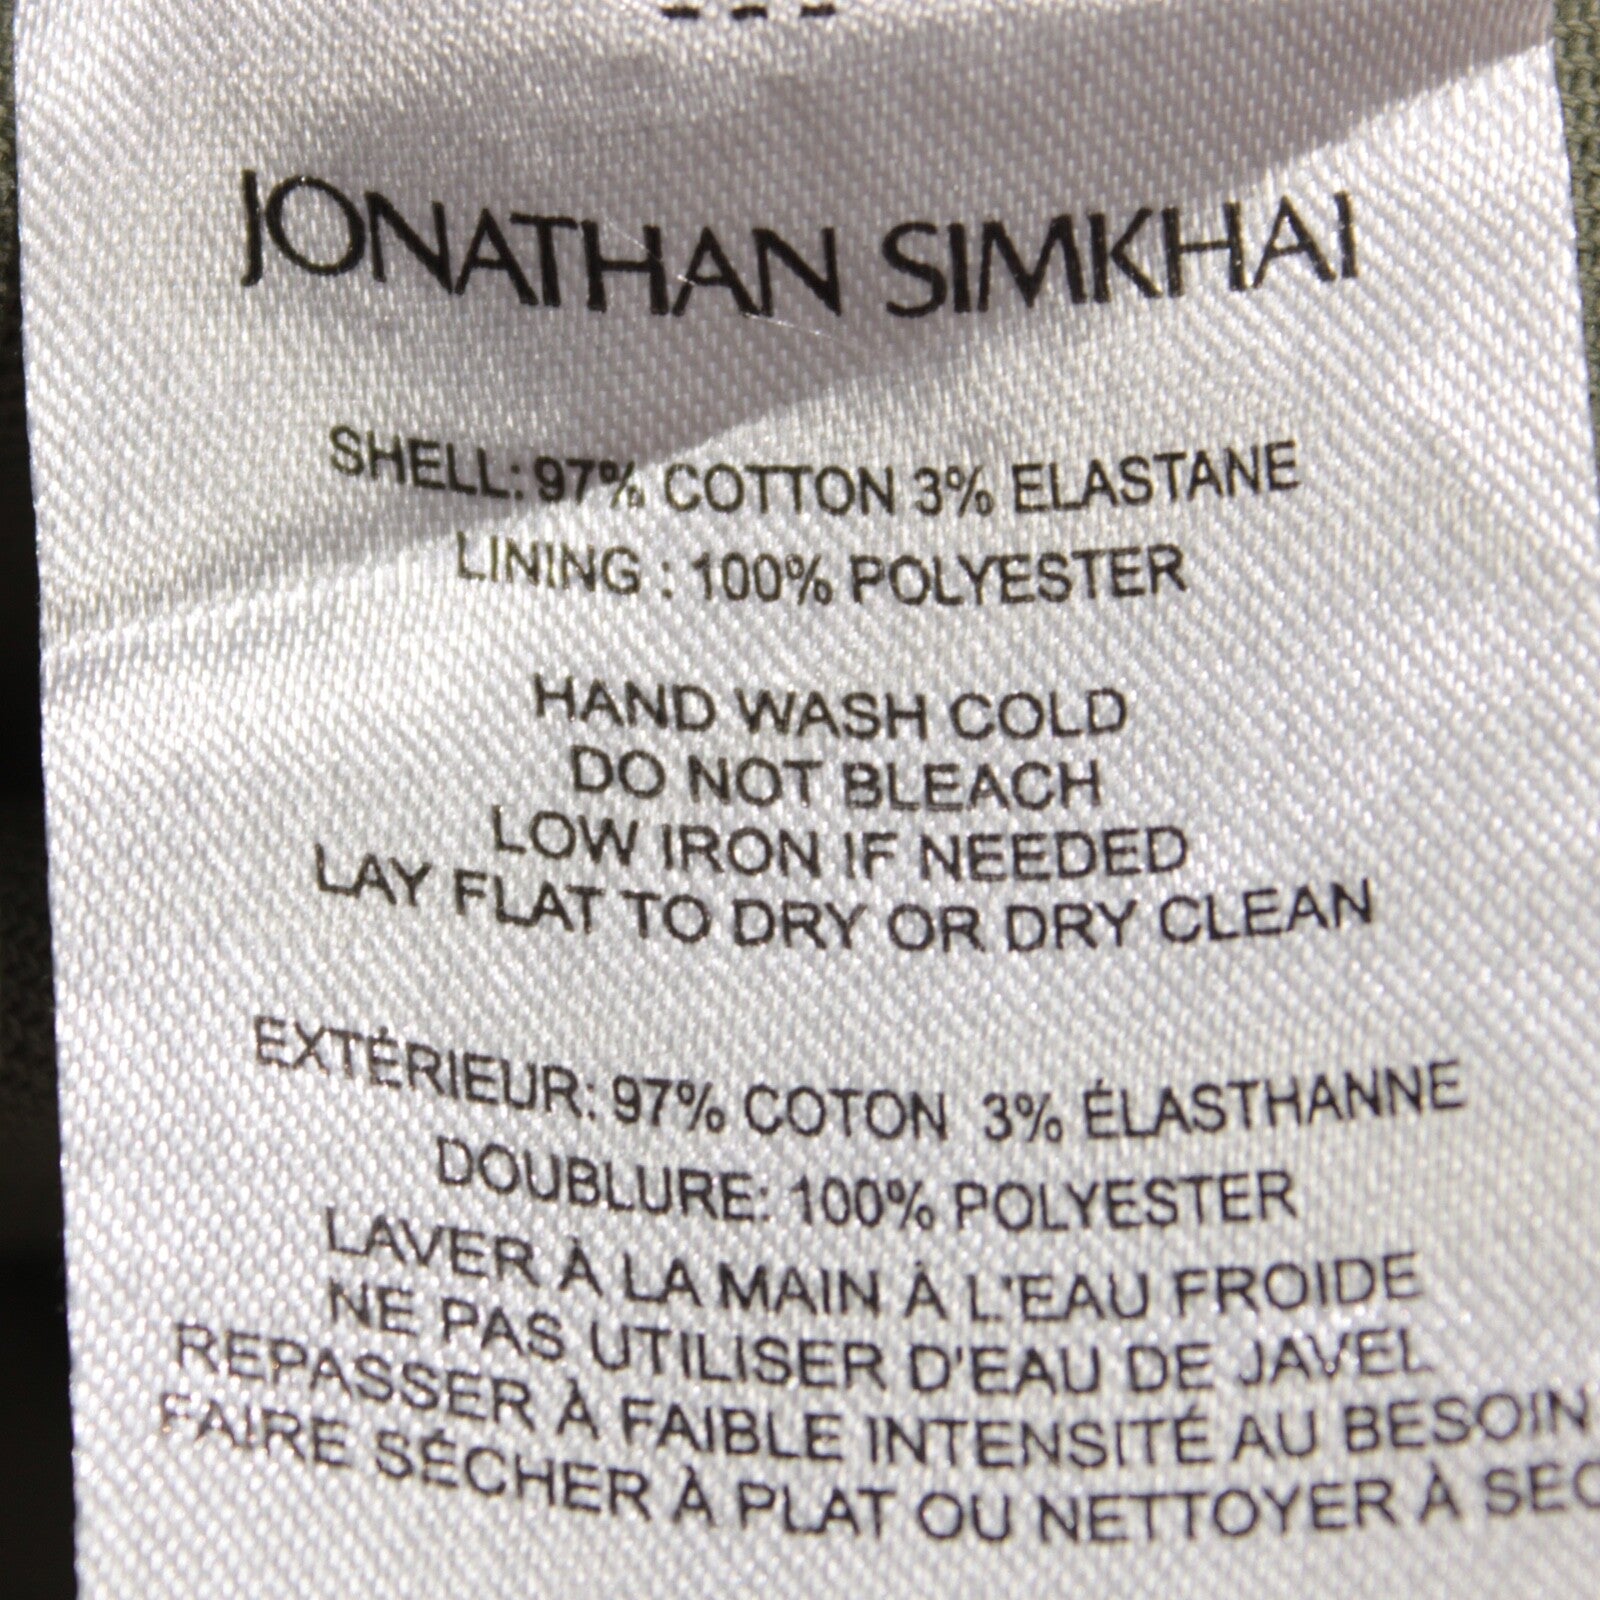 JONATHAN SIMKHAI
SHELL: 97% COTTON 3% ELASTANE
LINING : 100% POLYESTER
HAND WASH COLD
DO NOT BLEACH
LOW IRON IF NEEDED
LAY FLAT TO DRY OR DRY CLEAN
EXTÉRIEUR: 97% COTON 3% ÉLASTHANNE
DOUBLURE: 100% POLYESTER
LAVER À LA MAIN À L'EAU FROIDE
NE PAS UTILISER D'EAU DE JAVEL
REPASSER À FAIBLE INTENSITÉ AU BESOIN
FAIRE SÉCHER À PLAT OU NETTOYER À SEC